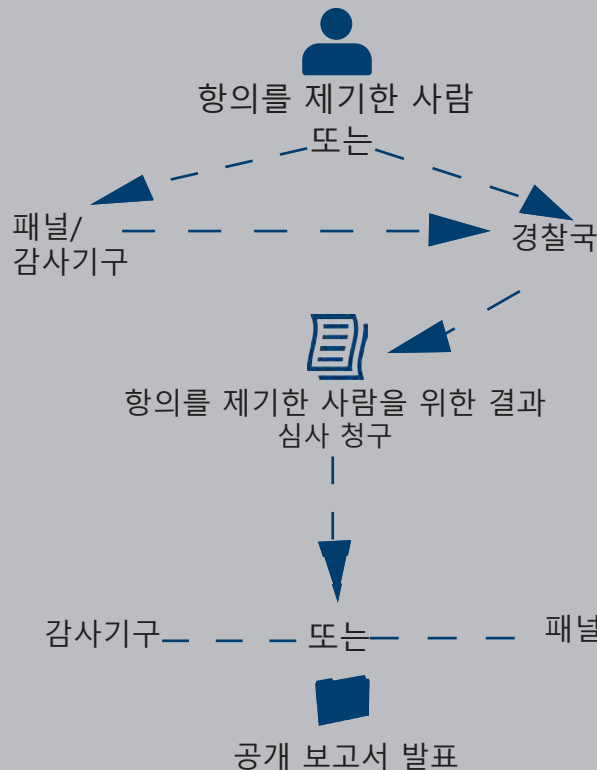 항의를 제기한 사람
또는
패널/
감사기구
경찰국
항의를 제기한 사람을 위한 결과
심사 청구
감사기구
또는
패널
공개 보고서 발표